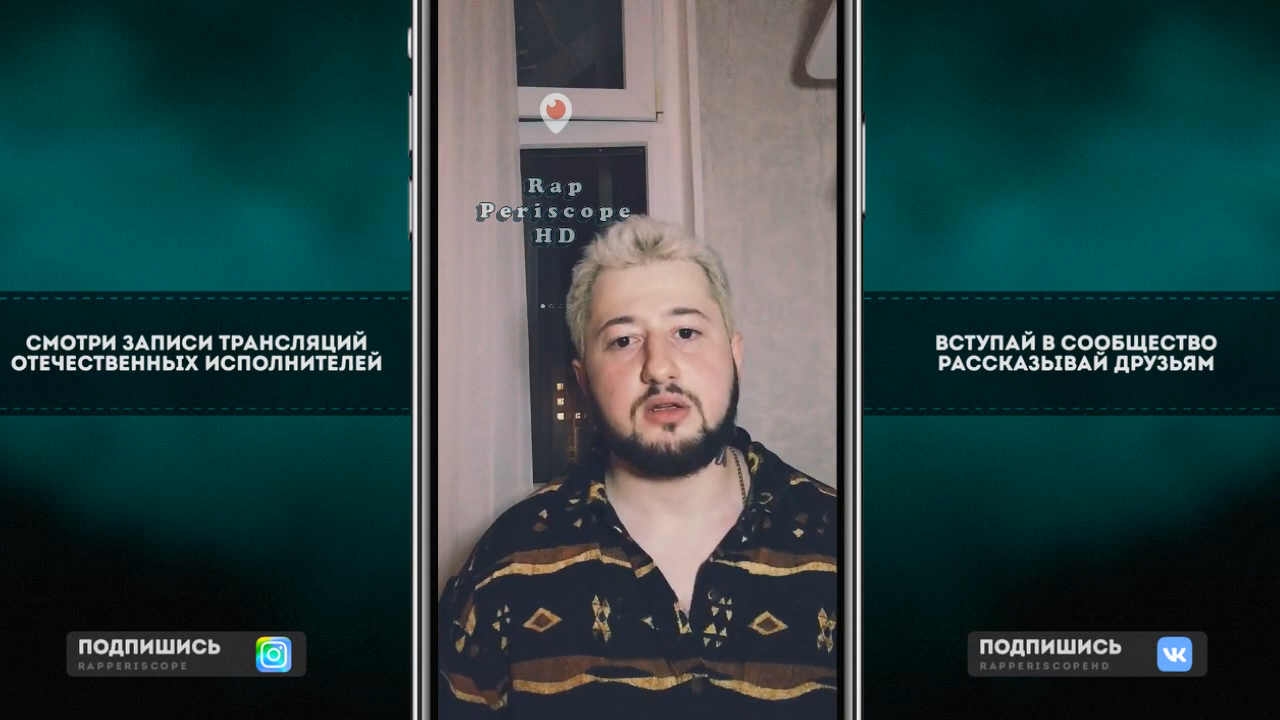 Rap
Periscope
HD
СМОТРИ ЗАПИСИ ТРАНСЛЯЦИЙ
ОТЕЧЕСТВЕННЫХ ИСПОЛНИТЕЛЕЙ
ВСТУПАЙ В СООБЩЕСТВО
РАССКАЗЫВАЙ ДРУЗЬЯМ
ПОДПИШИСЬ
RAPPERISCOPE
ПОДПИШИСЬ
RAPPERISCOPEHD